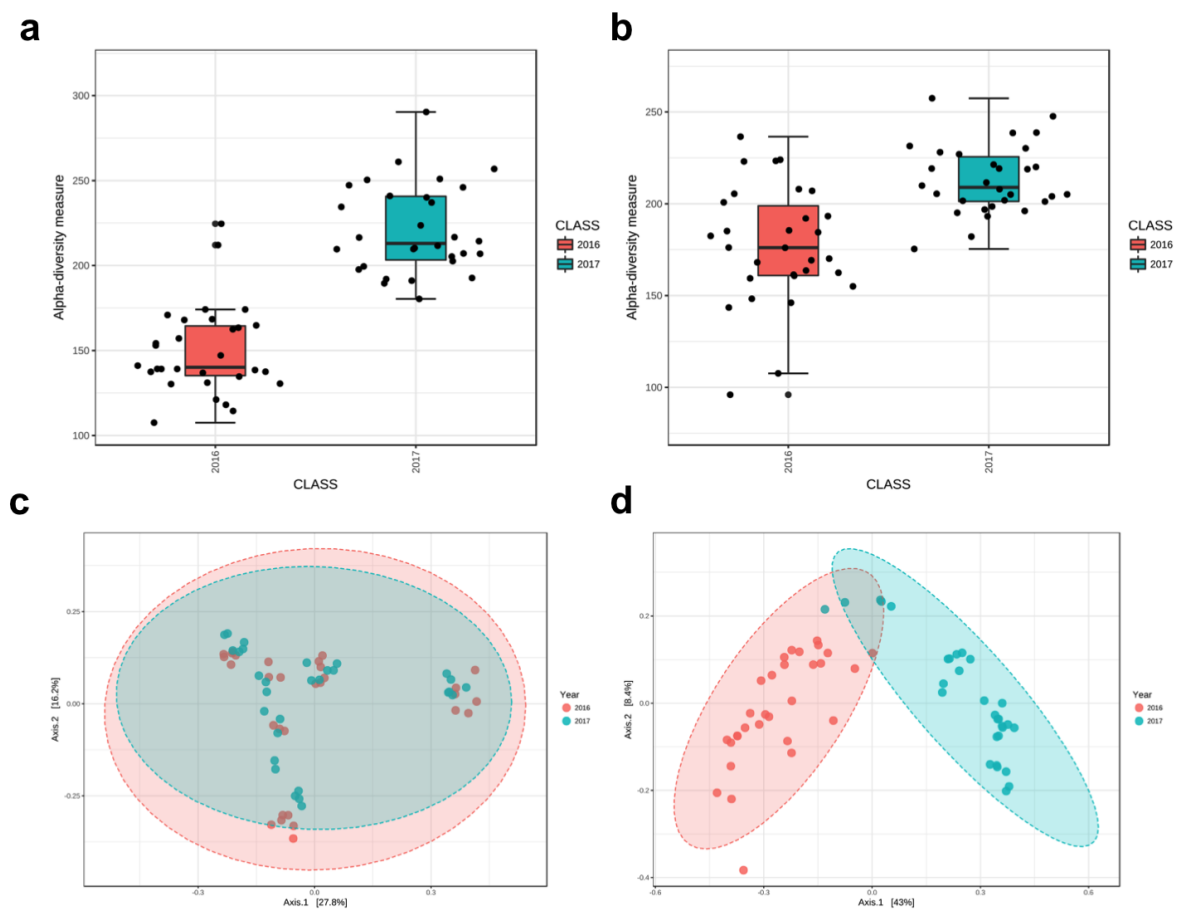 a
Alpha-diversity measure
300
250
200
150
100
2016
2017
CLASS
CLASS
2016
2017
b
Alpha-diversity measure
250
200
150
100
2016
2017
CLASS
CLASS
2016
2017
c
Axis.2 [16.2%]
0.25
0.00
-0.25
-0.3
0.0
0.3
Axis.1 [27.8%]
Year
2016
2017
d
Axis.2 [8.4%]
0.2
0.0
-0.2
-0.4
-0.6
-0.3
0.0
0.3
0.6
Axis.1 [43%]
Year
2016
2017